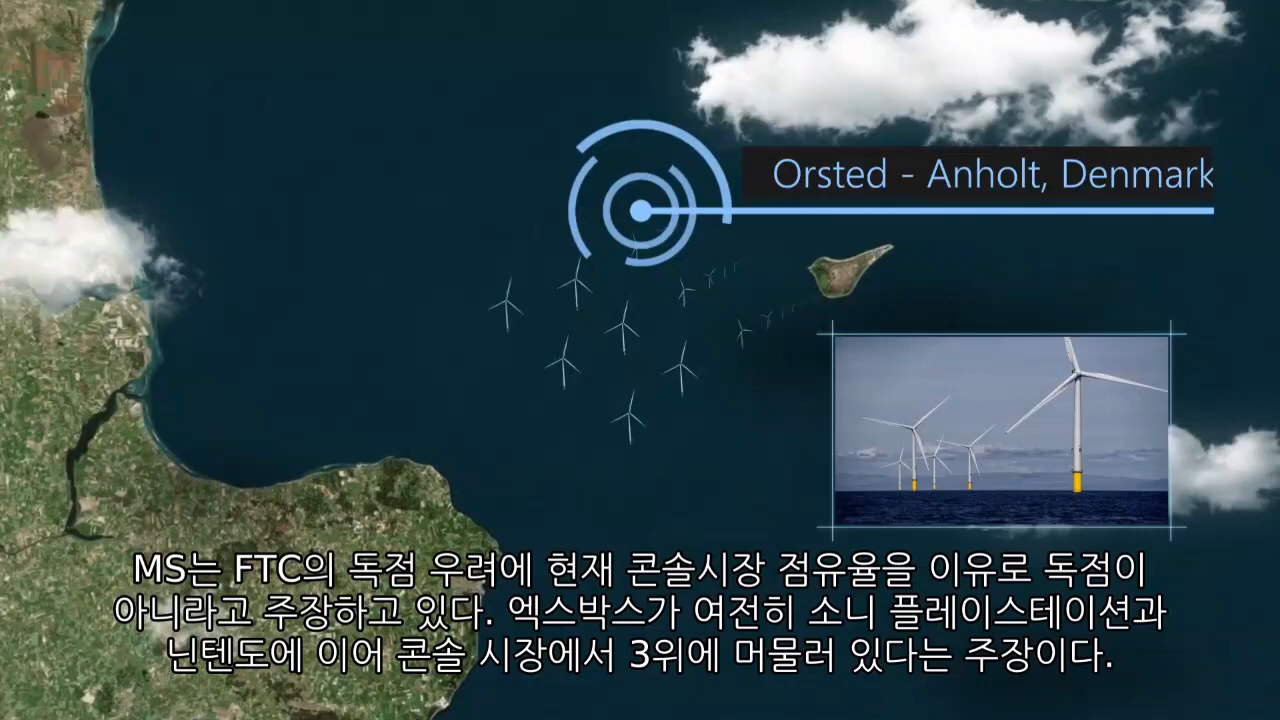 Orsted - Anholt, Denmark
MS는 FTC의 독점 우려에 현재 콘솔시장 점유율을 이유로 독점이
아니라고 주장하고 있다. 엑스박스가 여전히 소니 플레이스테이션과
닌텐도에 이어 콘솔 시장에서 3위에 머물러 있다는 주장이다.